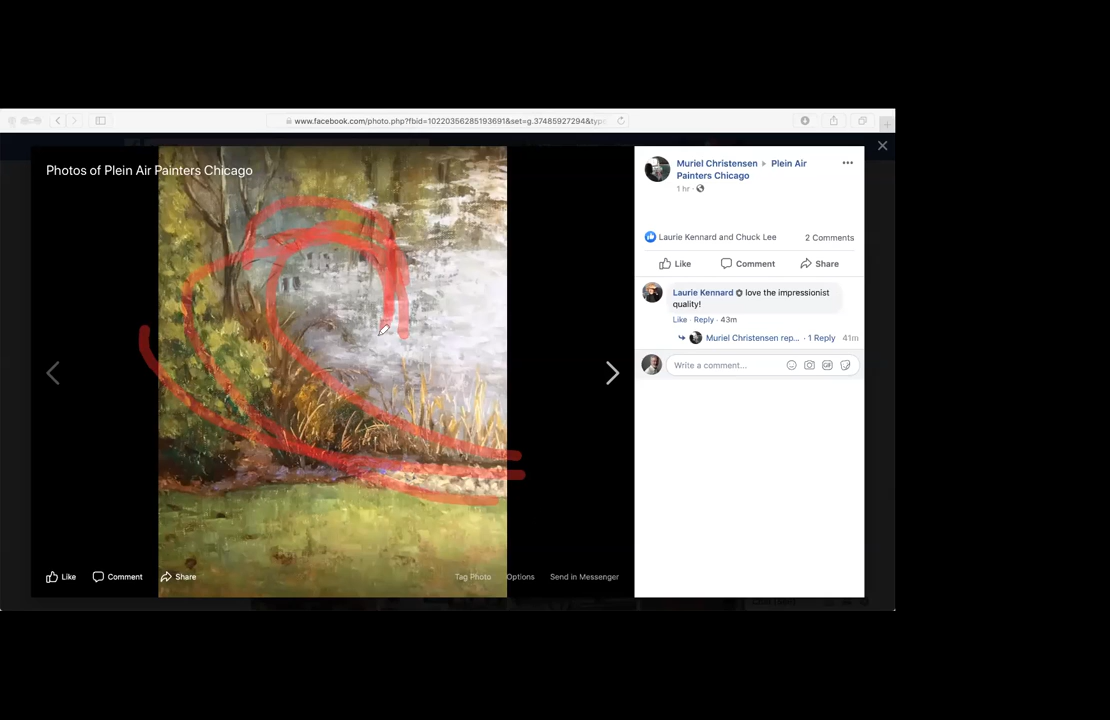 www.facebook.com/photo.php?fbid=10220356285193691&set=g.37485927294&typ
Photos of Plein Air Painters Chicago
Like
Comment
Share
Tag Photo
Options
Send in Messenger
Muriel Christensen ▸ Plein Air
Painters Chicago
1 hr ·
Laurie Kennard and Chuck Lee
2 Comments
Like
Comment
Share
Laurie Kennard love the impressionist
quality!
Like · Reply · 43m
Muriel Christensen rep... · 1 Reply 41m
Write a comment...
GIF